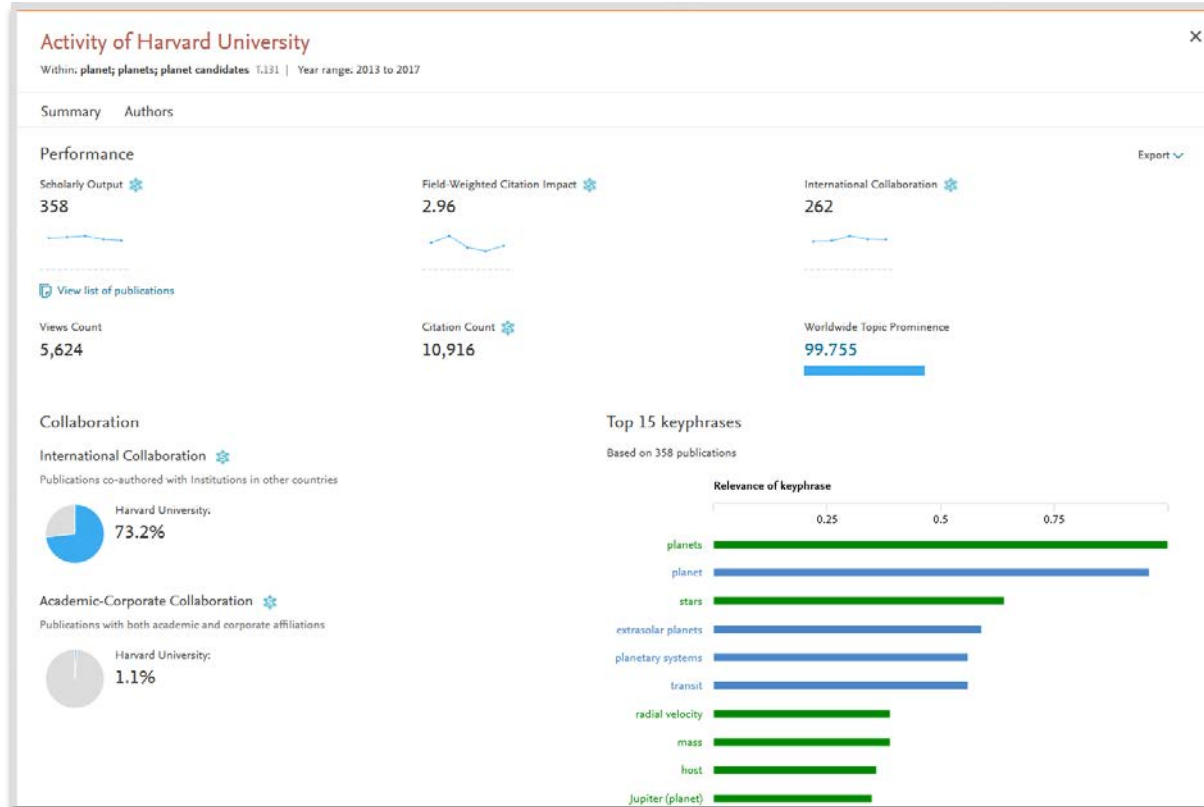 Activity of Harvard University
Within: planet; planets; planet candidates T.131 | Year range: 2013 to 2017
Summary Authors
Performance
Export
Scholarly Output Field-Weighted Citation Impact International Collaboration
358 2.96 262
View list of publications
Views Count Citation Count Worldwide Topic Prominence
5,624 10,916 99.755
Collaboration
International Collaboration
Publications co-authored with Institutions in other countries
Harvard University:
73.2%
Academic-Corporate Collaboration
Publications with both academic and corporate affiliations
Harvard University:
1.1%
Top 15 keyphrases
Based on 358 publications
Relevance of keyphrase
0.25 0.5 0.75
planets
planet
stars
extrasolar planets
planetary systems
transit
radial velocity
mass
host
Jupiter (planet)